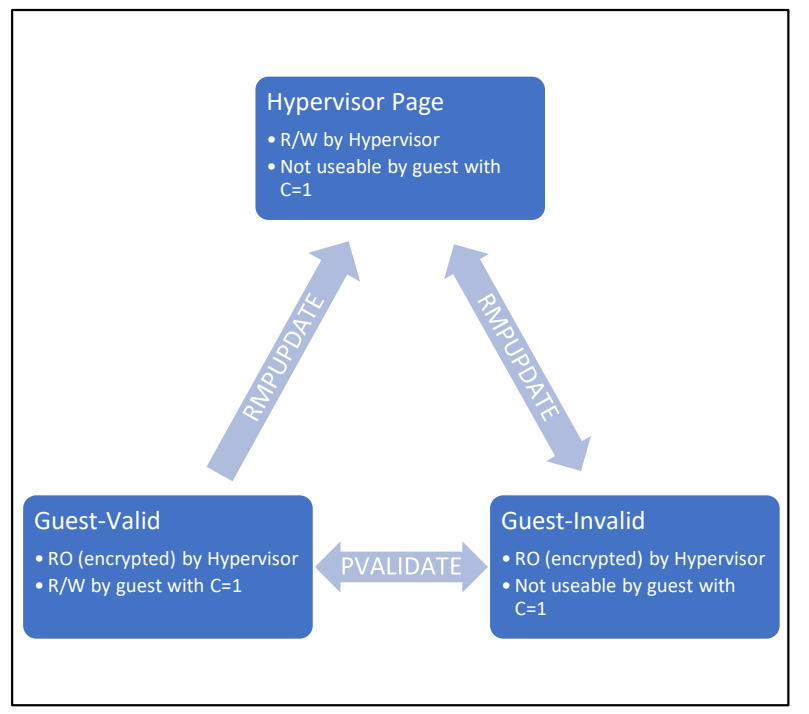 Hypervisor Page
• R/W by Hypervisor
• Not useable by guest with
C=1
RMPUPDATE
RMPUPDATE
Guest-Valid
• RO (encrypted) by Hypervisor
• R/W by guest with C=1
PVALIDATE
Guest-Invalid
• RO (encrypted) by Hypervisor
• Not useable by guest with
C=1